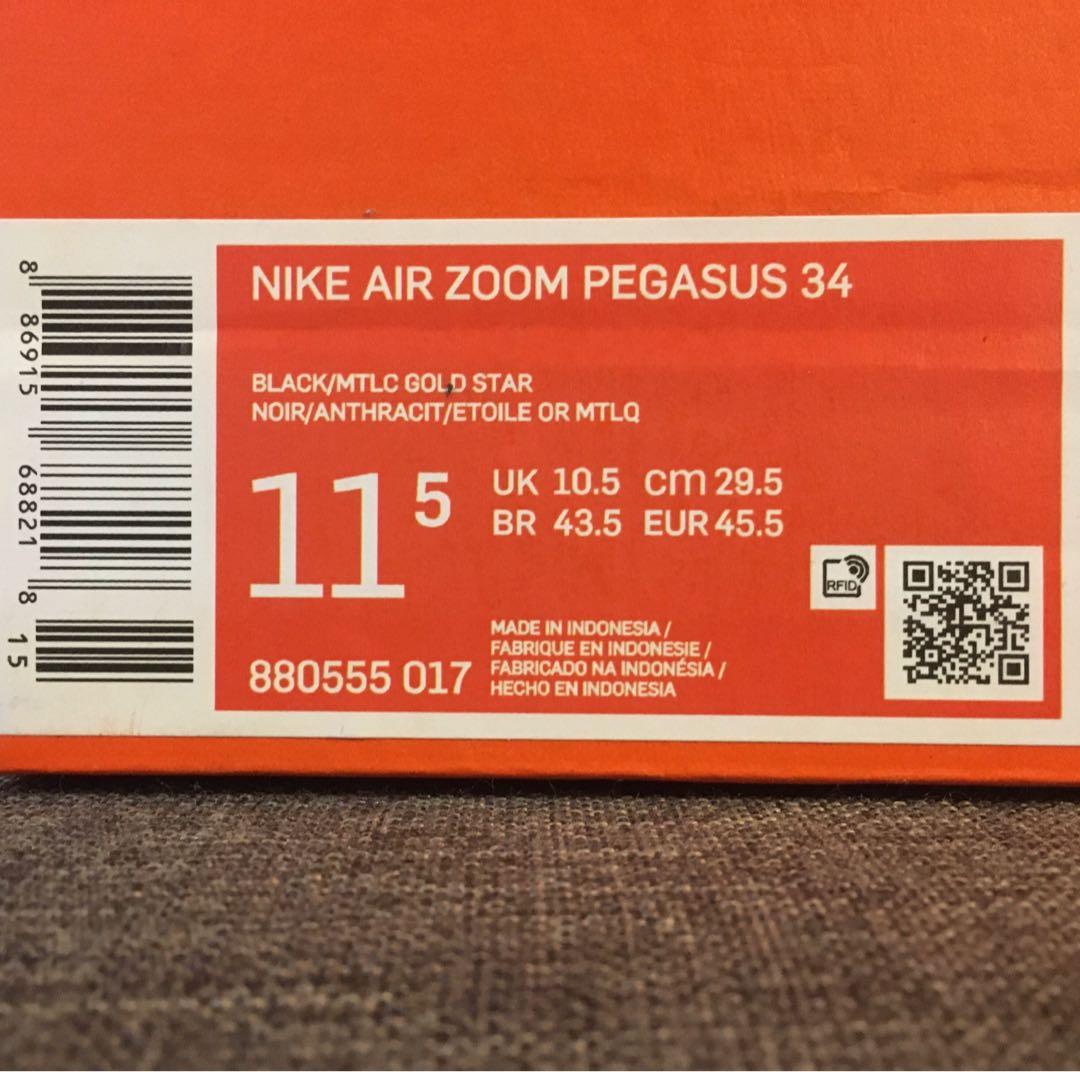 NIKE AIR ZOOM PEGASUS 34
BLACK/MTLC GOLD STAR
NOIR/ANTHRACIT/ETOILE OR MTLQ
11 5
UK 10.5 cm 29.5
BR 43.5 EUR 45.5
RFID
MADE IN INDONESIA /
FABRIQUE EN INDONESIE /
FABRICADO NA INDONÉSIA /
HECHO EN INDONESIA
880555 017
8 86915 68821 8 15